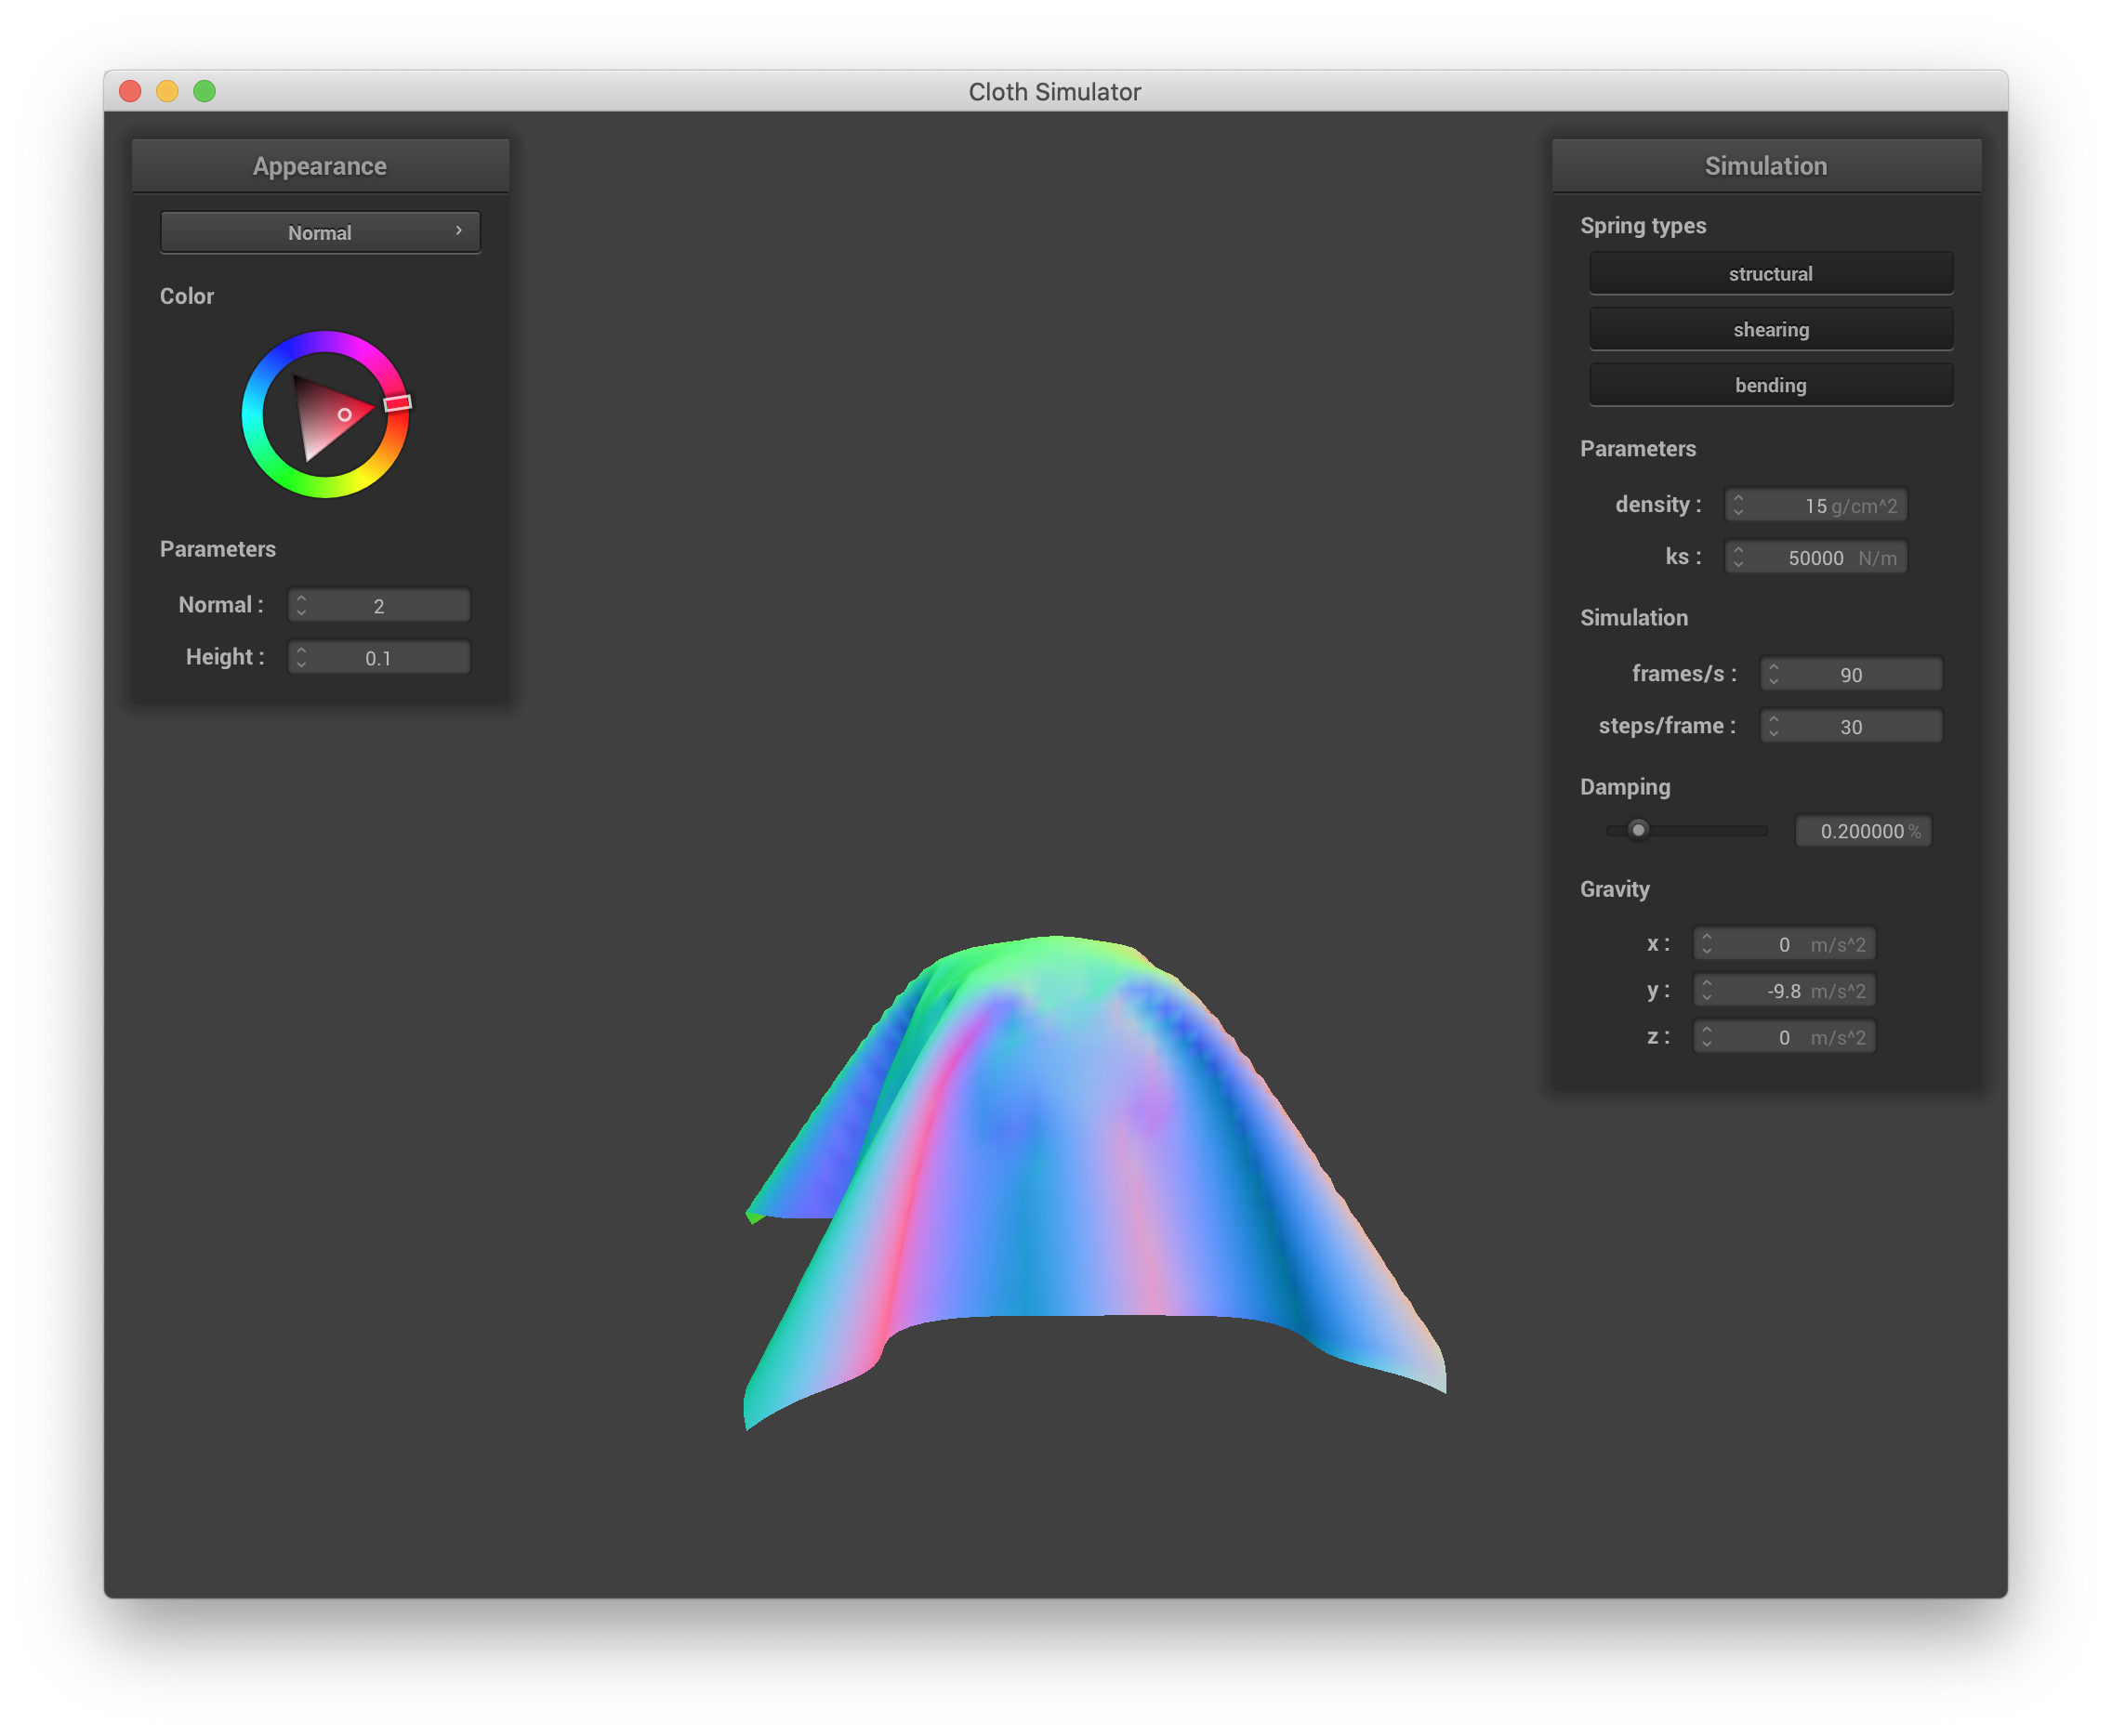 Cloth Simulator
Appearance
Normal
Color
Parameters
Normal : 2
Height : 0.1
Simulation
Spring types
structural
shearing
bending
Parameters
density : 15 g/cm^2
ks : 50000 N/m
Simulation
frames/s : 90
steps/frame : 30
Damping
0.200000 %
Gravity
x : 0 m/s^2
y : -9.8 m/s^2
z : 0 m/s^2